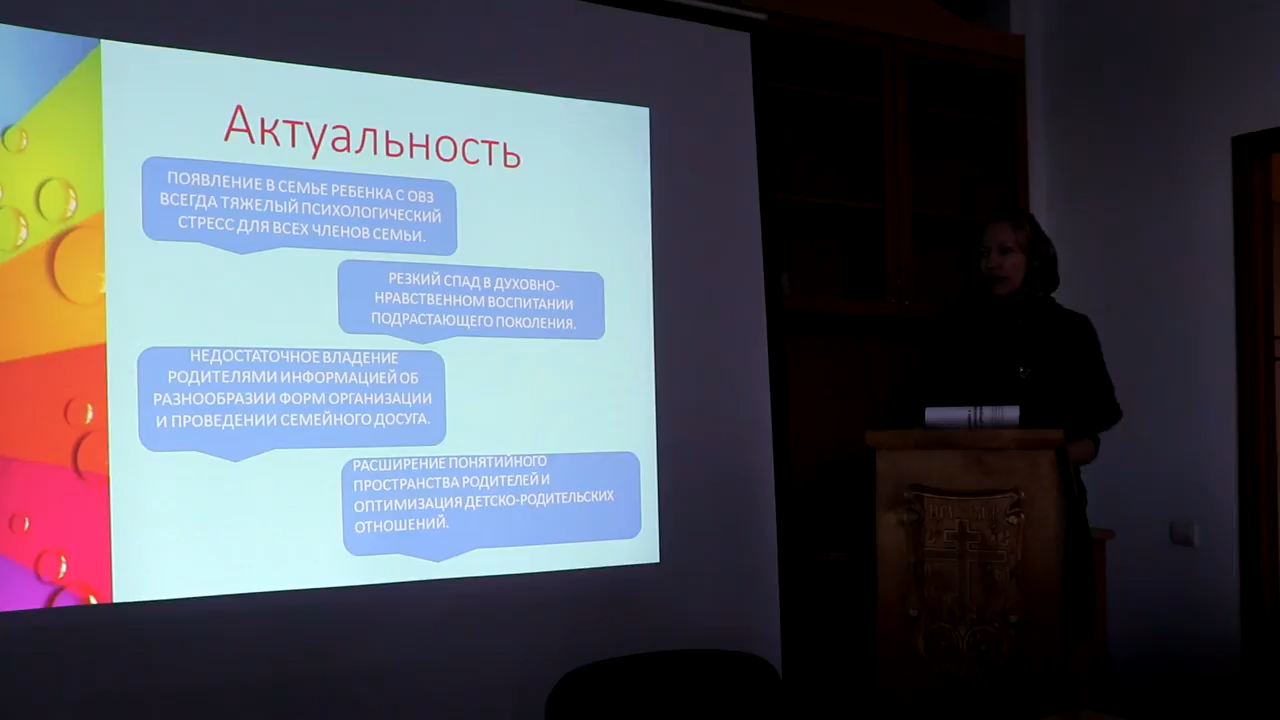 Актуальность
ПОЯВЛЕНИЕ В СЕМЬЕ РЕБЕНКА С ОВЗ
ВСЕГДА ТЯЖЕЛЫЙ ПСИХОЛОГИЧЕСКИЙ
СТРЕСС ДЛЯ ВСЕХ ЧЛЕНОВ СЕМЬИ.
РЕЗКИЙ СПАД В ДУХОВНО-
НРАВСТВЕННОМ ВОСПИТАНИИ
ПОДРАСТАЮЩЕГО ПОКОЛЕНИЯ.
НЕДОСТАТОЧНОЕ ВЛАДЕНИЕ
РОДИТЕЛЯМИ ИНФОРМАЦИЕЙ ОБ
РАЗНООБРАЗИИ ФОРМ ОРГАНИЗАЦИИ
И ПРОВЕДЕНИИ СЕМЕЙНОГО ДОСУГА.
РАСШИРЕНИЕ ПОНЯТИЙНОГО
ПРОСТРАНСТВА РОДИТЕЛЕЙ И
ОПТИМИЗАЦИЯ ДЕТСКО-РОДИТЕЛЬСКИХ
ОТНОШЕНИЙ.